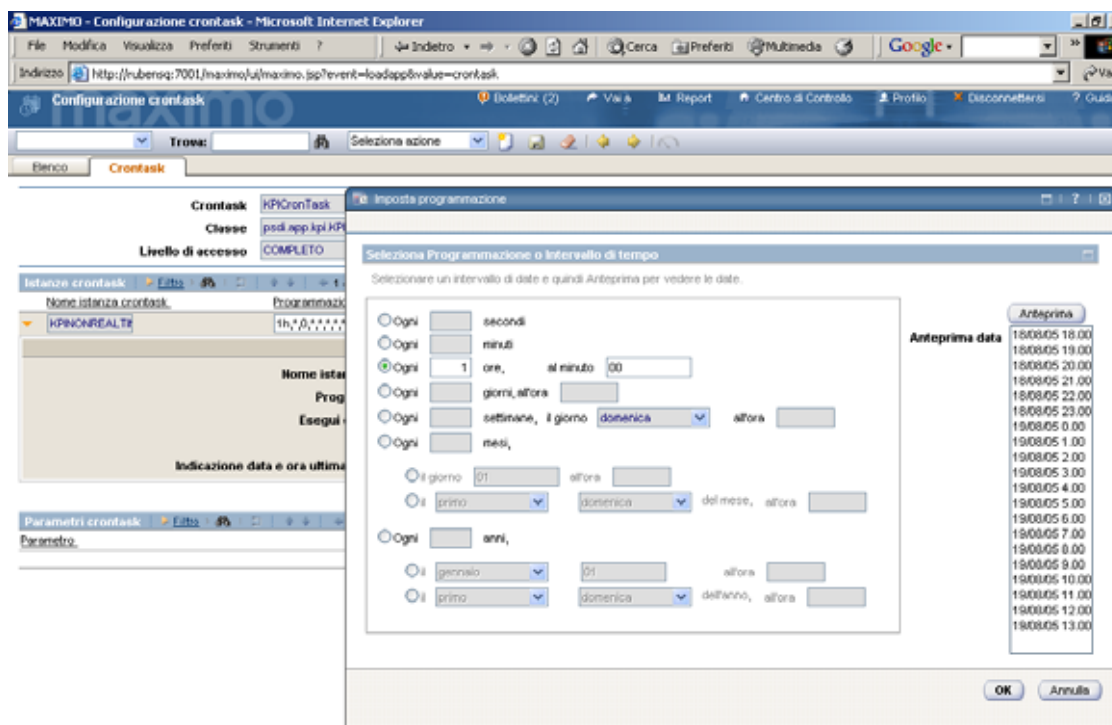 MAXIMO - Configurazione crontask - Microsoft Internet Explorer
File Modifica Visualizza Preferiti Strumenti ? Indietro Cerca Preferiti Multimedia Google
Indirizzo http://rubensq:7001/maximo/ui/maximo.jsp?event=loadapp&value=crontask Va
Configurazione crontask Bollettini: (2) Vai a Report Centro di Controllo Profilo Disconnettersi ? Guid
maximo
Trova: Seleziona azione
Elenco Crontask
Crontask KPICronTask
Classe psdi.app.kpi.KPI
Livello di accesso COMPLETO
Imposta programmazione ?
Seleziona Programmazione o Intervallo di tempo
Selezionare un intervallo di date e quindi Anteprima per vedere le date.
Istanze crontask Filtro 1
Nome istanza crontask Programmazio
KPINONREALTI 1h,*,0,*,*,*,*,
Nome istan
Prog
Esegui
Indicazione data e ora ultima
Parametri crontask Filtro
Parametro
Ogni secondi
Ogni minuti
Ogni 1 ore, al minuto 00
Ogni giorni, all'ora
Ogni settimane, il giorno domenica all'ora
Ogni mesi,
il giorno 01 all'ora
il primo domenica del mese, all'ora
Ogni anni,
il gennaio 01 all'ora
il primo domenica dell'anno, all'ora
Anteprima
Anteprima data 18/08/05 18.00
18/08/05 19.00
18/08/05 20.00
18/08/05 21.00
18/08/05 22.00
18/08/05 23.00
19/08/05 0.00
19/08/05 1.00
19/08/05 2.00
19/08/05 3.00
19/08/05 4.00
19/08/05 5.00
19/08/05 6.00
19/08/05 7.00
19/08/05 8.00
19/08/05 9.00
19/08/05 10.00
19/08/05 11.00
19/08/05 12.00
19/08/05 13.00
OK Annulla